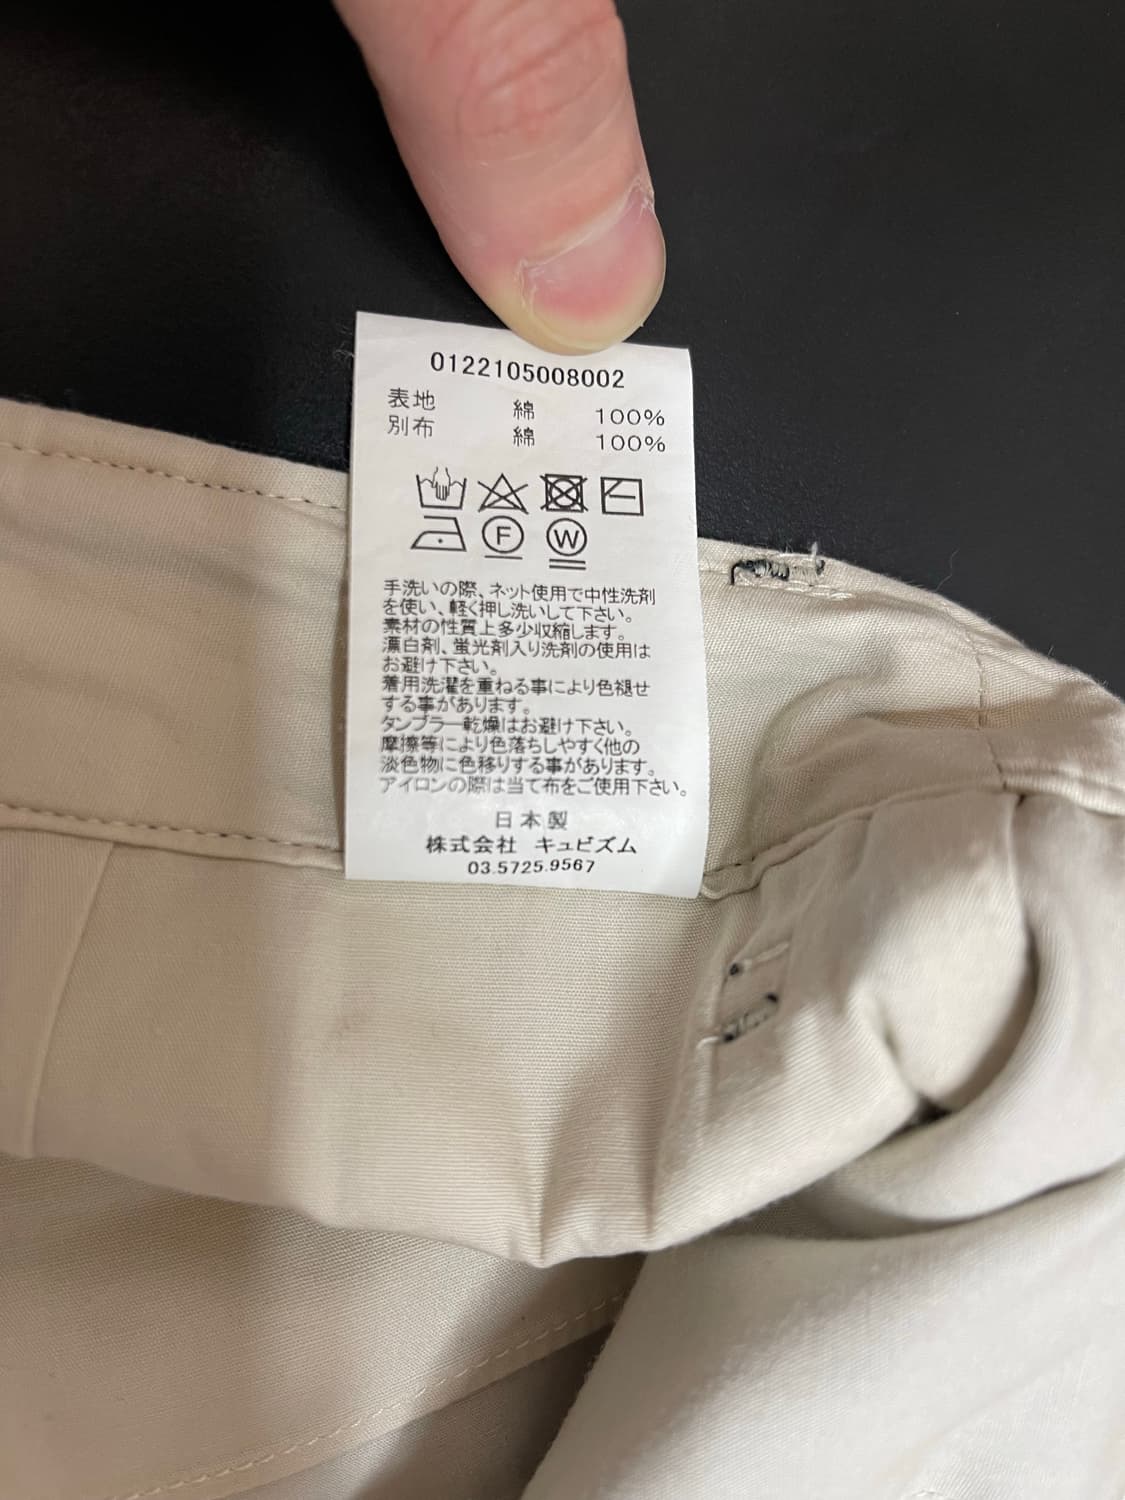 0122105008002
表地 綿 100%
別布 綿 100%
F W
手洗いの際、ネット使用で中性洗剤
を使い、軽く押し洗いして下さい。
素材の性質上多少収縮します。
漂白剤、蛍光剤入り洗剤の使用は
お避け下さい。
着用洗濯を重ねる事により色褪せ
する事があります。
タンブラー乾燥はお避け下さい。
摩擦等により色落ちしやすく他の
淡色物に色移りする事があります。
アイロンの際は当て布をご使用下さい。
日本製
株式会社 キュビズム
03.5725.9567